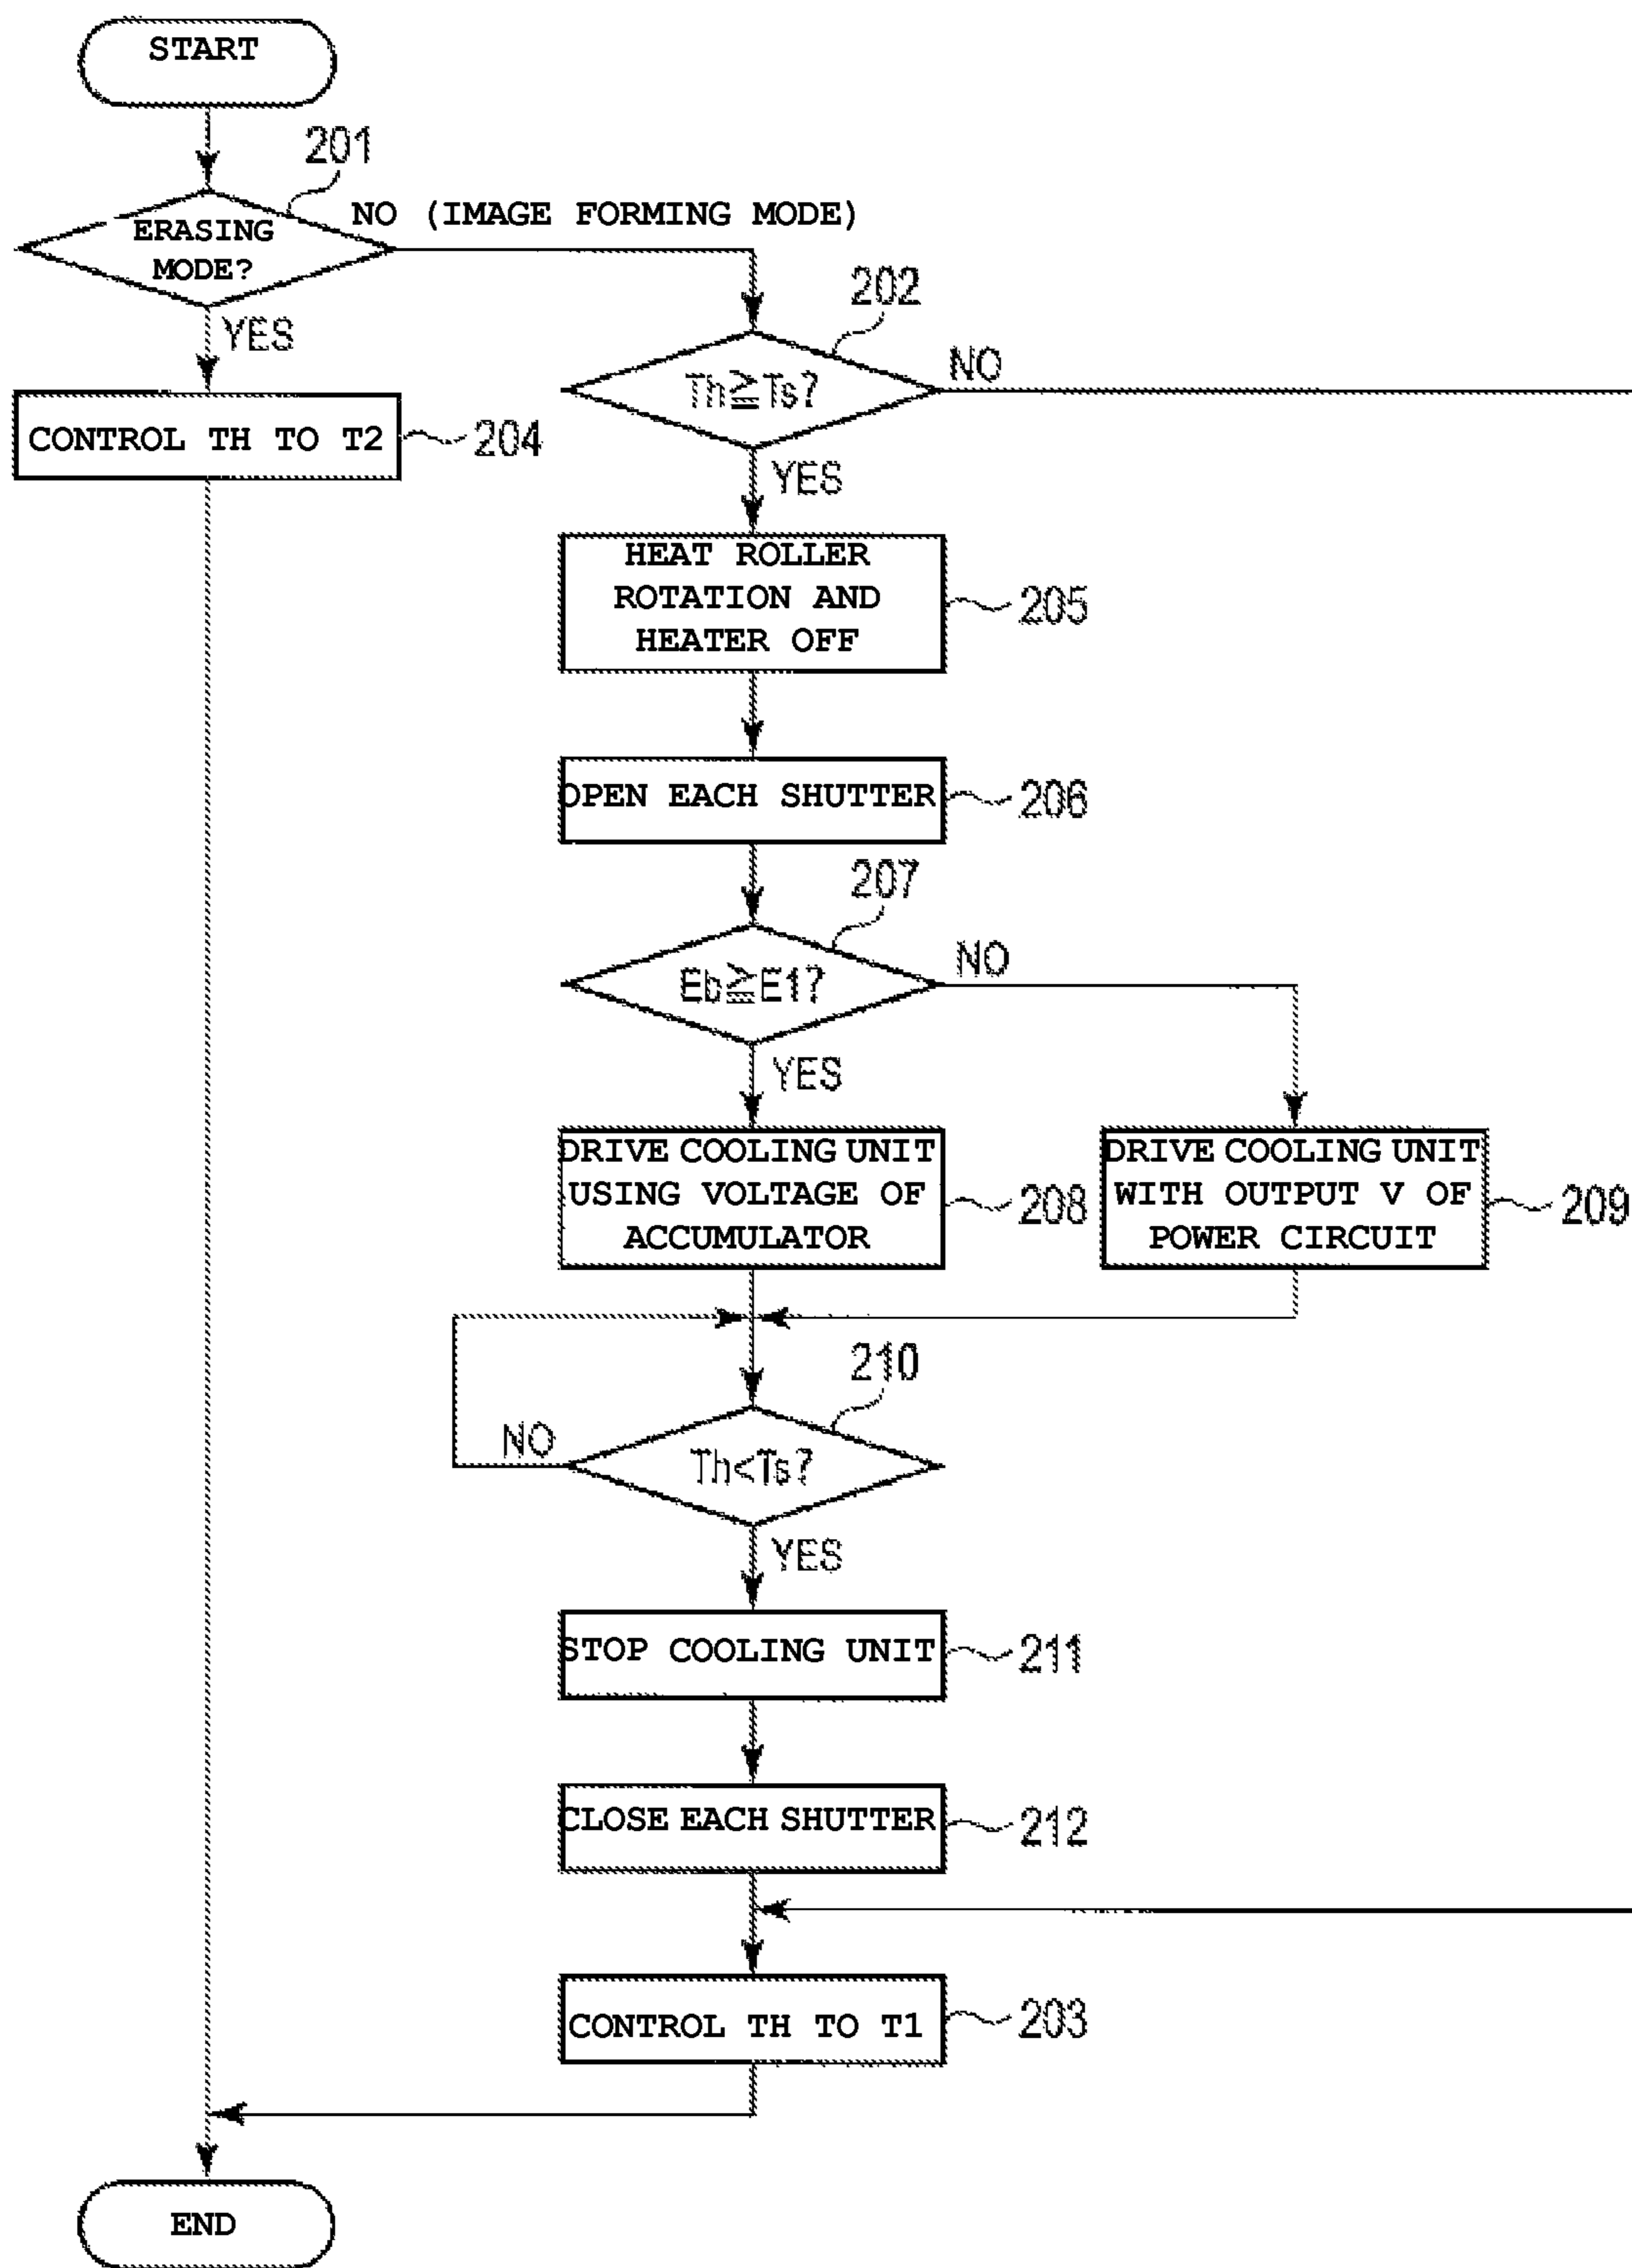 START
201
NO (IMAGE FORMING MODE)
ERASING
MODE?
YES
202
Th≧Ts?
NO
CONTROL TH TO T2
204
YES
HEAT ROLLER
ROTATION AND
HEATER OFF
205
OPEN EACH SHUTTER
206
207
Eb≧E1?
NO
YES
DRIVE COOLING UNIT
USING VOLTAGE OF
ACCUMULATOR
208
DRIVE COOLING UNIT
WITH OUTPUT V OF
POWER CIRCUIT
209
210
NO
Th<Ts?
YES
STOP COOLING UNIT
211
CLOSE EACH SHUTTER
212
CONTROL TH TO T1
203
END